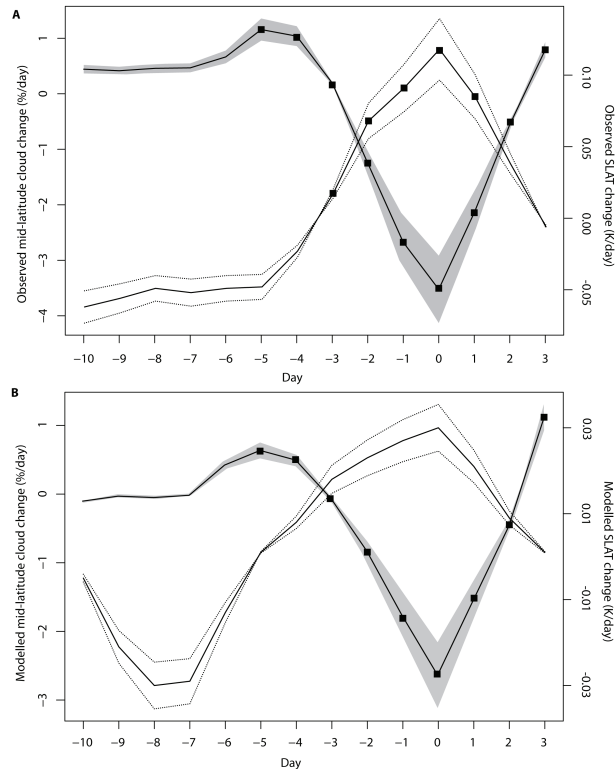 A
1
0
−1
−2
−3
−4
Observed mid-latitude cloud change (%/day)
0.10
0.05
0.00
-0.05
Observed SLAT change (K/day)
−10 −9 −8 −7 −6 −5 −4 −3 −2 −1 0 1 2 3
Day
B
1
0
−1
−2
−3
Modelled mid-latitude cloud change (%/day)
0.03
0.01
-0.01
-0.03
Modelled SLAT change (K/day)
−10 −9 −8 −7 −6 −5 −4 −3 −2 −1 0 1 2 3
Day